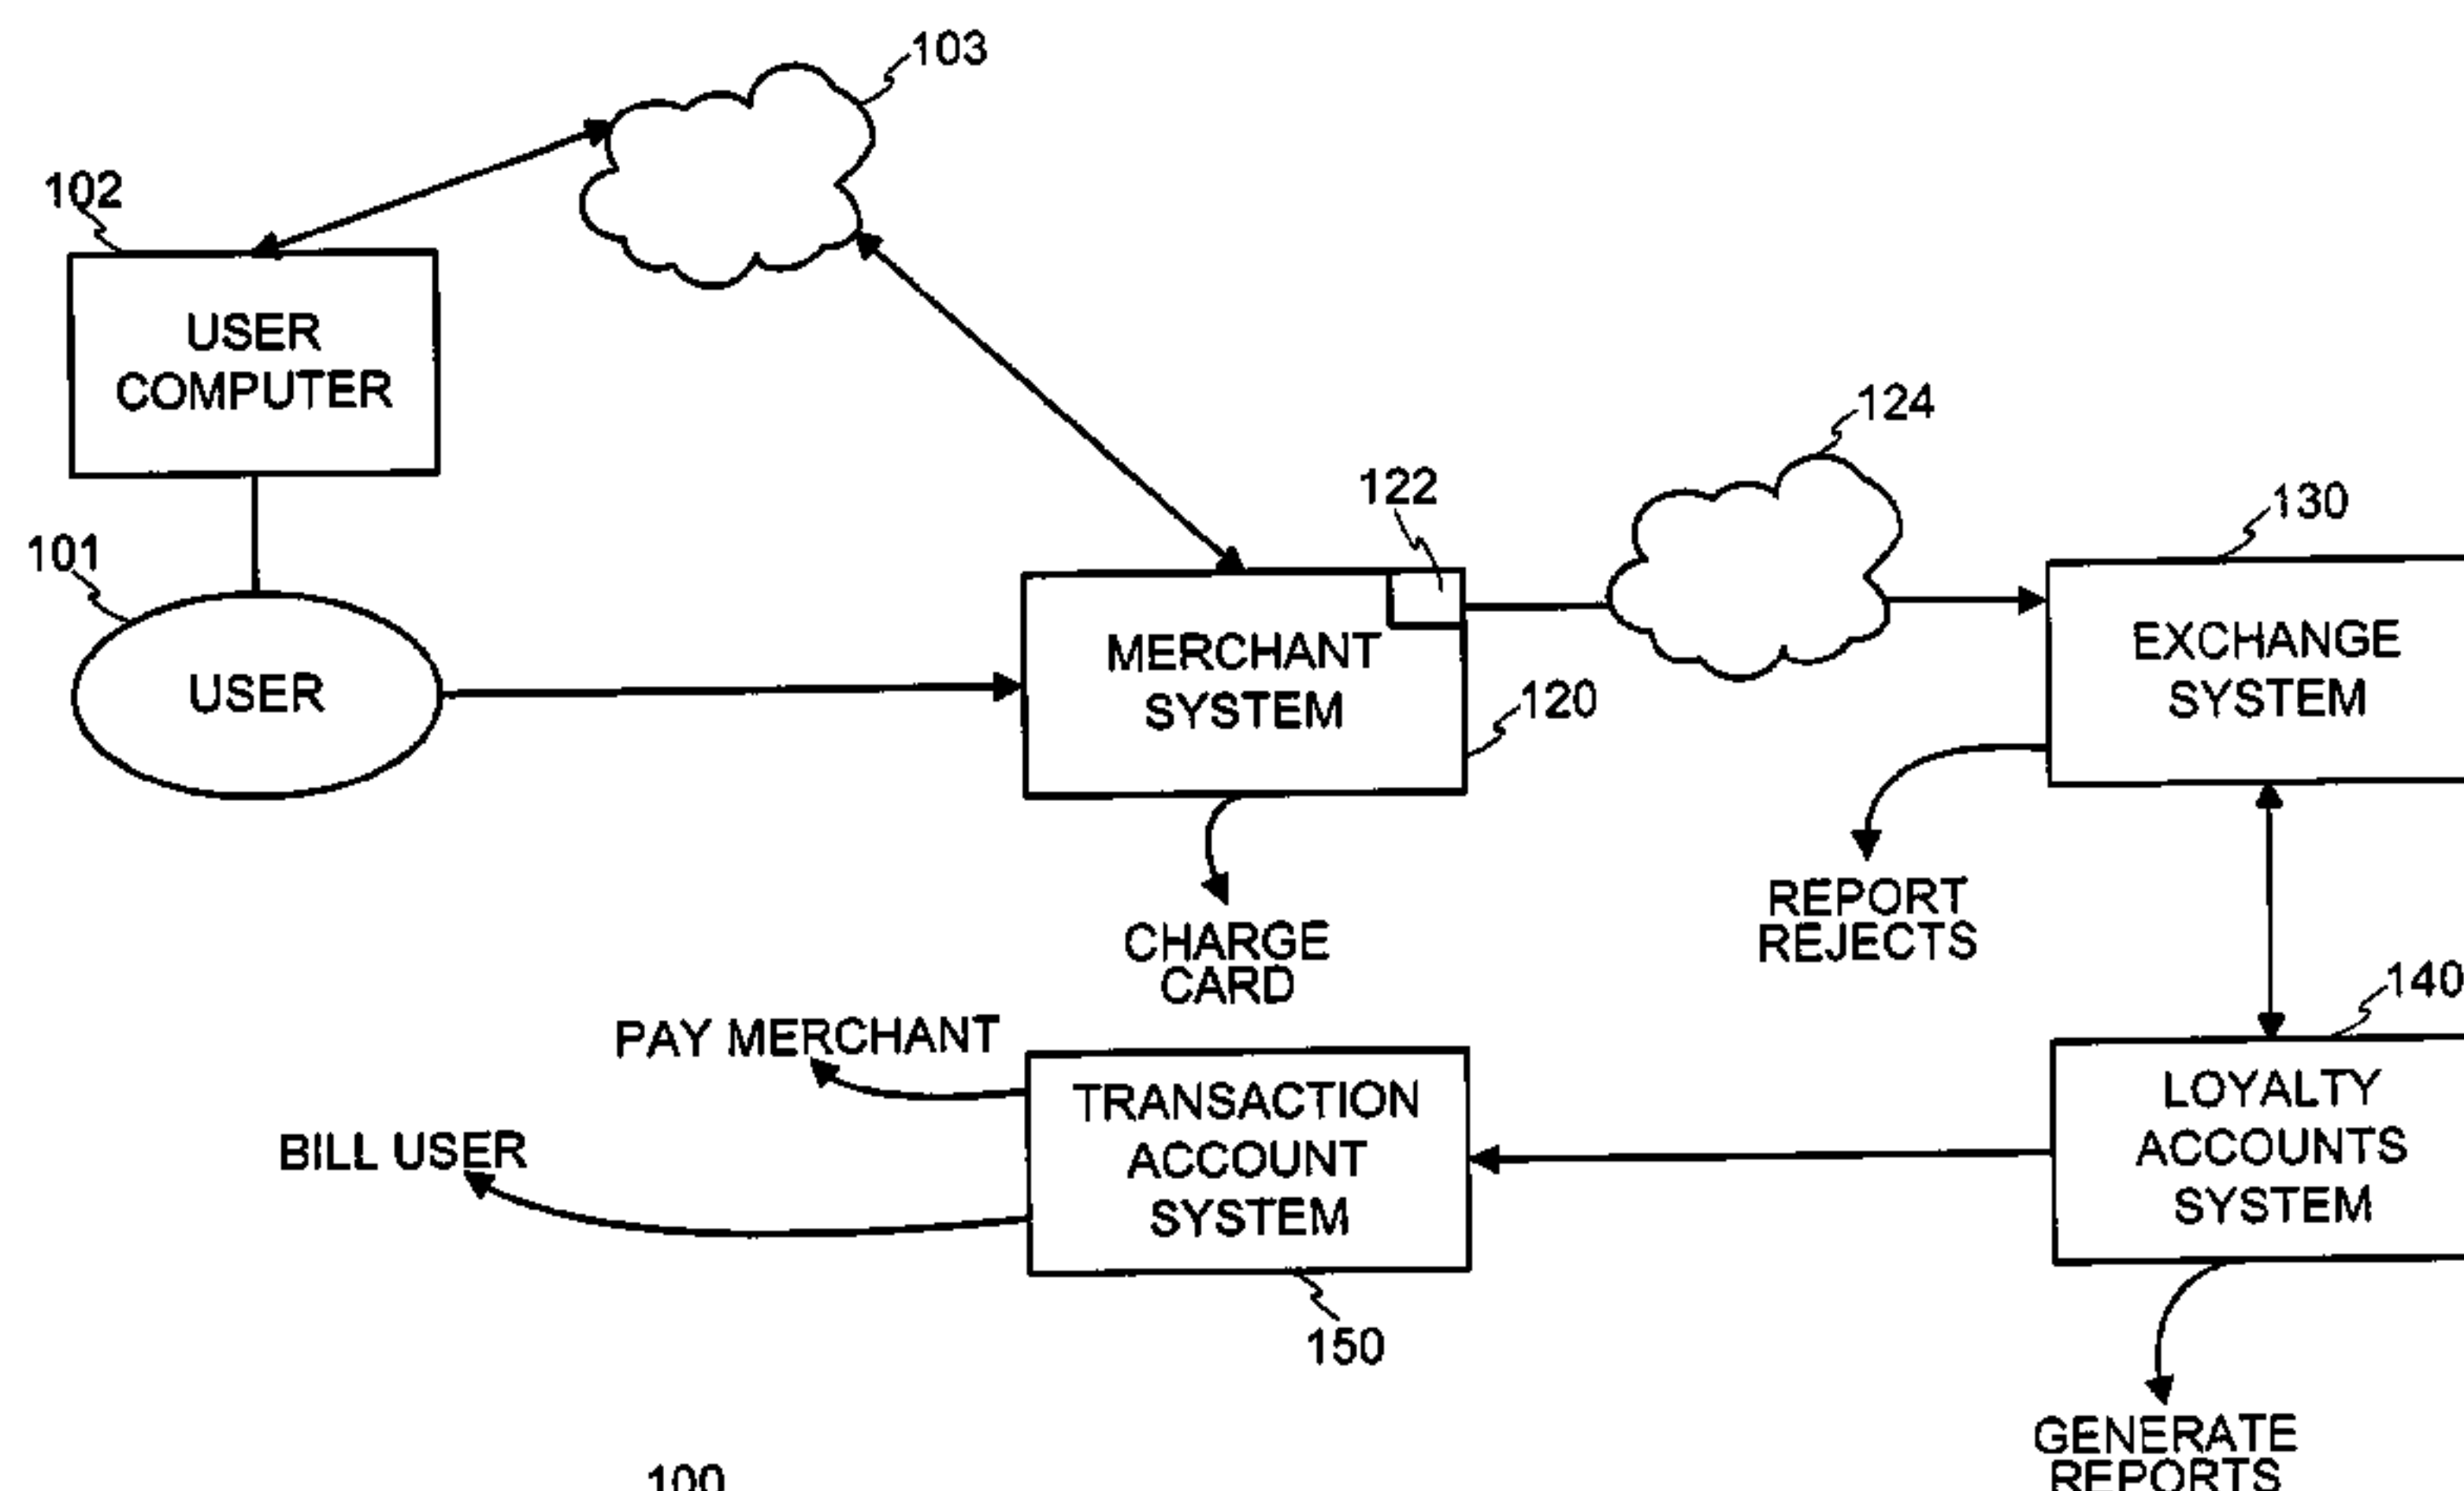 103
102
USER
COMPUTER
124
122
130
101
USER
MERCHANT
SYSTEM
120
EXCHANGE
SYSTEM
REPORT
REJECTS
CHARGE
CARD
140
PAY MERCHANT
BILL USER
TRANSACTION
ACCOUNT
SYSTEM
LOYALTY
ACCOUNTS
SYSTEM
150
GENERATE
REPORTS
100